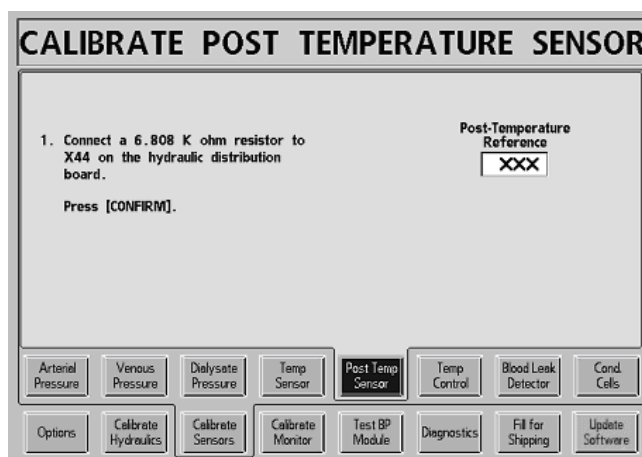 CALIBRATE POST TEMPERATURE SENSOR
1. Connect a 6.808 K ohm resistor to
X44 on the hydraulic distribution
board.
Press [CONFIRM].
Post-Temperature
Reference
XXX
Arterial
Pressure
Venous
Pressure
Dialysate
Pressure
Temp
Sensor
Post Temp
Sensor
Temp
Control
Blood Leak
Detector
Cond.
Cells
Options
Calibrate
Hydraulics
Calibrate
Sensors
Calibrate
Monitor
Test BP
Module
Diagnostics
Fill for
Shipping
Update
Software